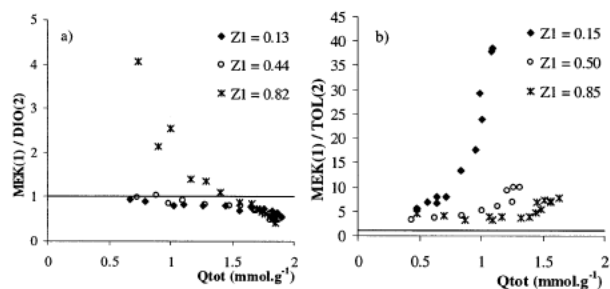 a)
MEK(1) / DIO(2)
5
4
3
2
1
0
0 0.5 1 1.5 2
Qtot (mmol.g-1)
Z1 = 0.13
Z1 = 0.44
Z1 = 0.82
b)
MEK(1) / TOL(2)
40
35
30
25
20
15
10
5
0
0 0.5 1 1.5 2
Qtot (mmol.g-1)
Z1 = 0.15
Z1 = 0.50
Z1 = 0.85